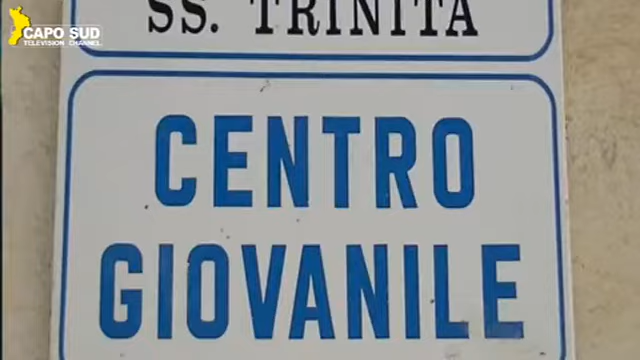 CAPO SUD
TELEVISION CHANNEL
SS. TRINITÀ
CENTRO
GIOVANILE